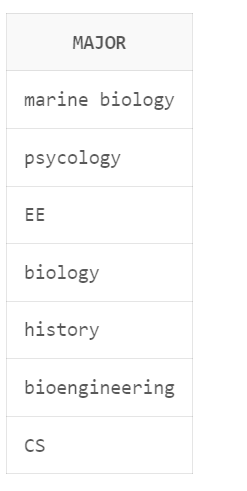 MAJOR
marine biology
psycology
EE
biology
history
bioengineering
CS